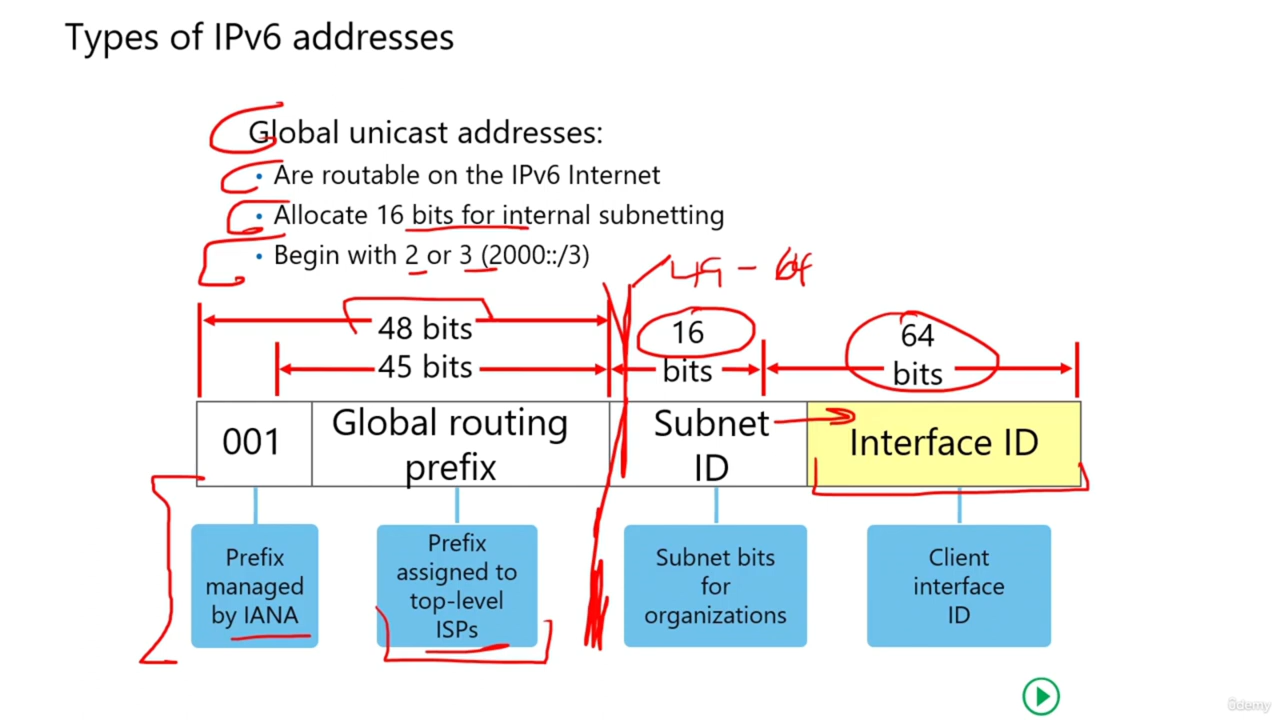 Types of IPv6 addresses
Global unicast addresses:
• Are routable on the IPv6 Internet
• Allocate 16 bits for internal subnetting
• Begin with 2 or 3 (2000::/3)
49 - 64
48 bits
45 bits
16
bits
64
bits
001
Global routing
prefix
Subnet
ID
Interface ID
Prefix
managed
by IANA
Prefix
assigned to
top-level
ISPs
Subnet bits
for
organizations
Client
interface
ID
ûdemy